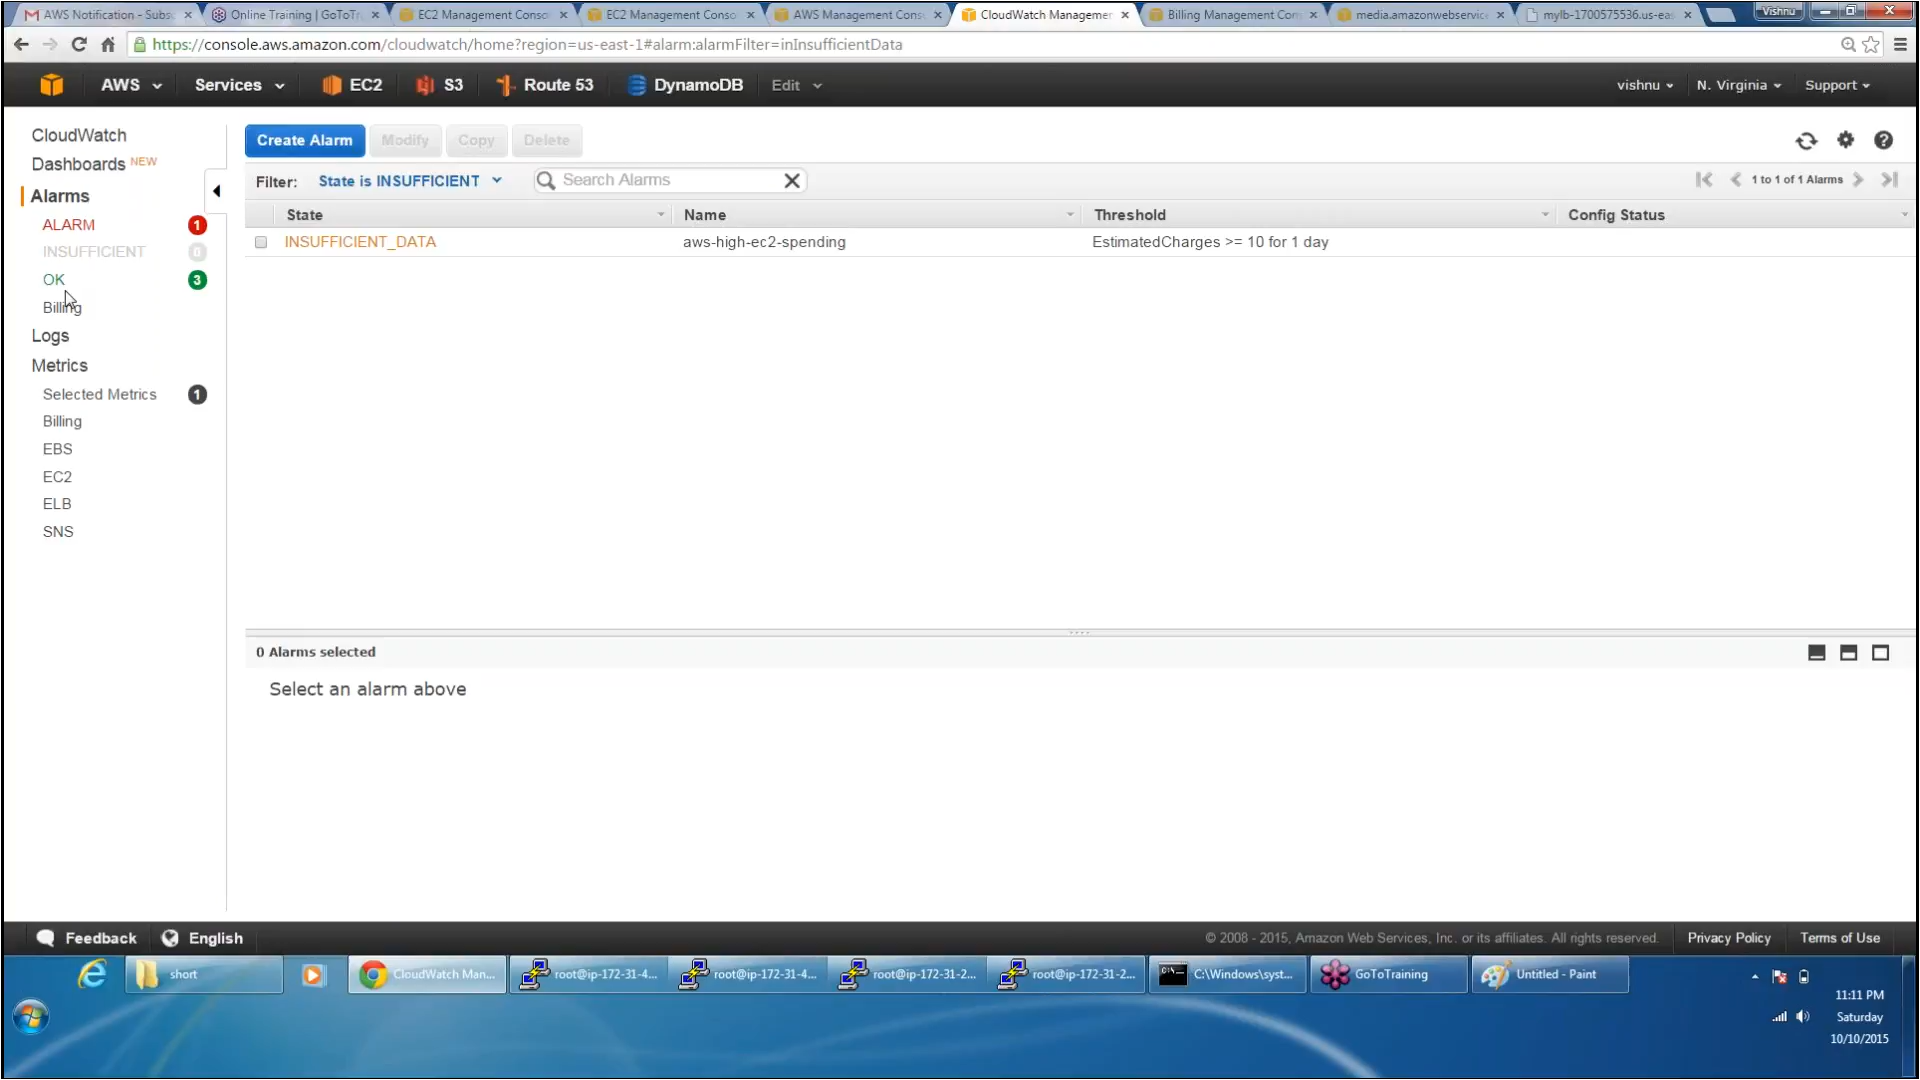 AWS Notification - Subsc
Online Training | GoToTr
EC2 Management Conso
EC2 Management Conso
AWS Management Cons
CloudWatch Managemen
Billing Management Con
media.amazonwebservice
mylb-1700575536.us-eas
Vishnu
https://console.aws.amazon.com/cloudwatch/home?region=us-east-1#alarm:alarmFilter=inInsufficientData
AWS
Services
EC2
S3
Route 53
DynamoDB
Edit
vishnu
N. Virginia
Support
CloudWatch
Dashboards NEW
Alarms
ALARM 1
INSUFFICIENT 0
OK 3
Billing
Logs
Metrics
Selected Metrics 1
Billing
EBS
EC2
ELB
SNS
Create Alarm
Modify
Copy
Delete
Filter: State is INSUFFICIENT
Search Alarms
1 to 1 of 1 Alarms
State Name Threshold Config Status
INSUFFICIENT_DATA aws-high-ec2-spending EstimatedCharges >= 10 for 1 day
0 Alarms selected
Select an alarm above
Feedback
English
© 2008 - 2015, Amazon Web Services, Inc. or its affiliates. All rights reserved.
Privacy Policy
Terms of Use
short
CloudWatch Man...
root@ip-172-31-4...
root@ip-172-31-4...
root@ip-172-31-2...
root@ip-172-31-2...
C:\Windows\syst...
GoToTraining
Untitled - Paint
11:11 PM
Saturday
10/10/2015